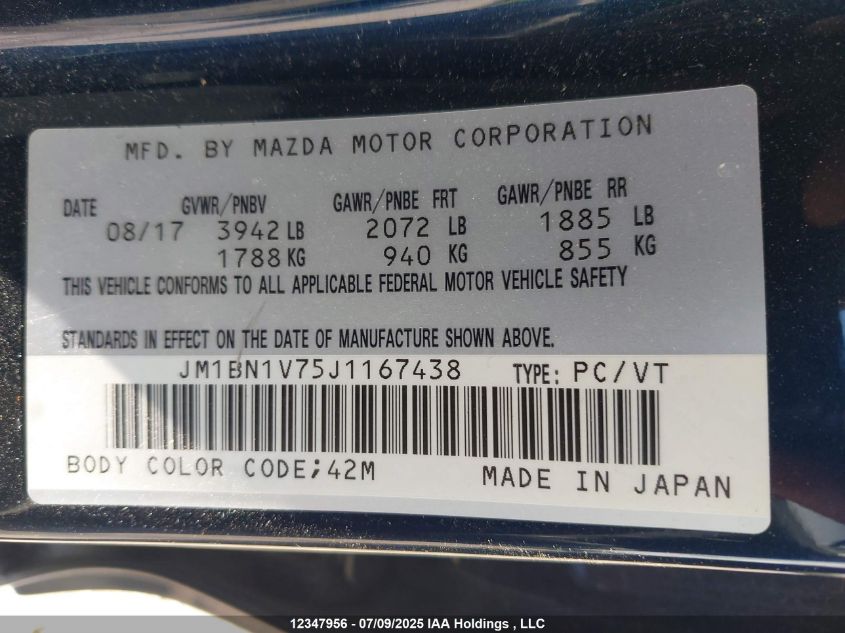 MFD. BY MAZDA MOTOR CORPORATION
DATE GVWR/PNBV GAWR/PNBE FRT GAWR/PNBE RR
08/17 3942 LB 2072 LB 1885 LB
1788 KG 940 KG 855 KG
THIS VEHICLE CONFORMS TO ALL APPLICABLE FEDERAL MOTOR VEHICLE SAFETY
STANDARDS IN EFFECT ON THE DATE OF MANUFACTURE SHOWN ABOVE.
JM1BN1V75J1167438 TYPE: PC/VT
BODY COLOR CODE;42M MADE IN JAPAN
12347956 - 07/09/2025 IAA Holdings , LLC